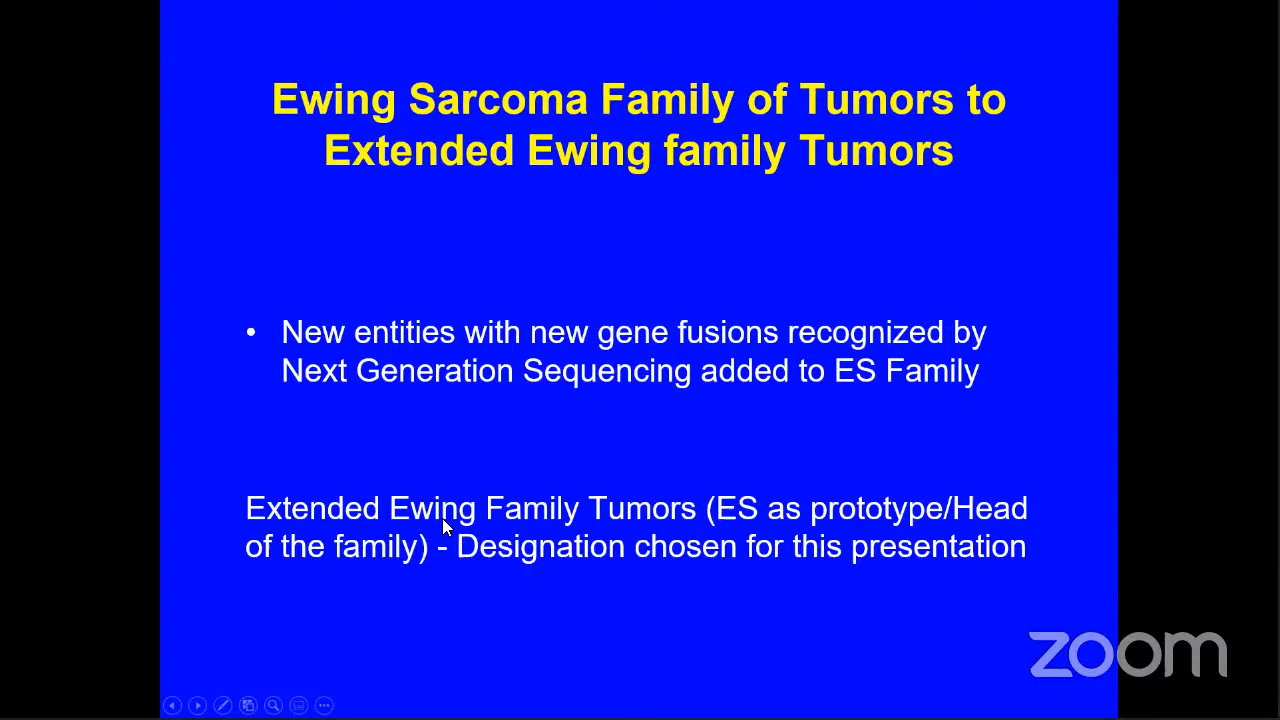 Ewing Sarcoma Family of Tumors to
Extended Ewing family Tumors
• New entities with new gene fusions recognized by
Next Generation Sequencing added to ES Family
Extended Ewing Family Tumors (ES as prototype/Head
of the family) - Designation chosen for this presentation
zoom